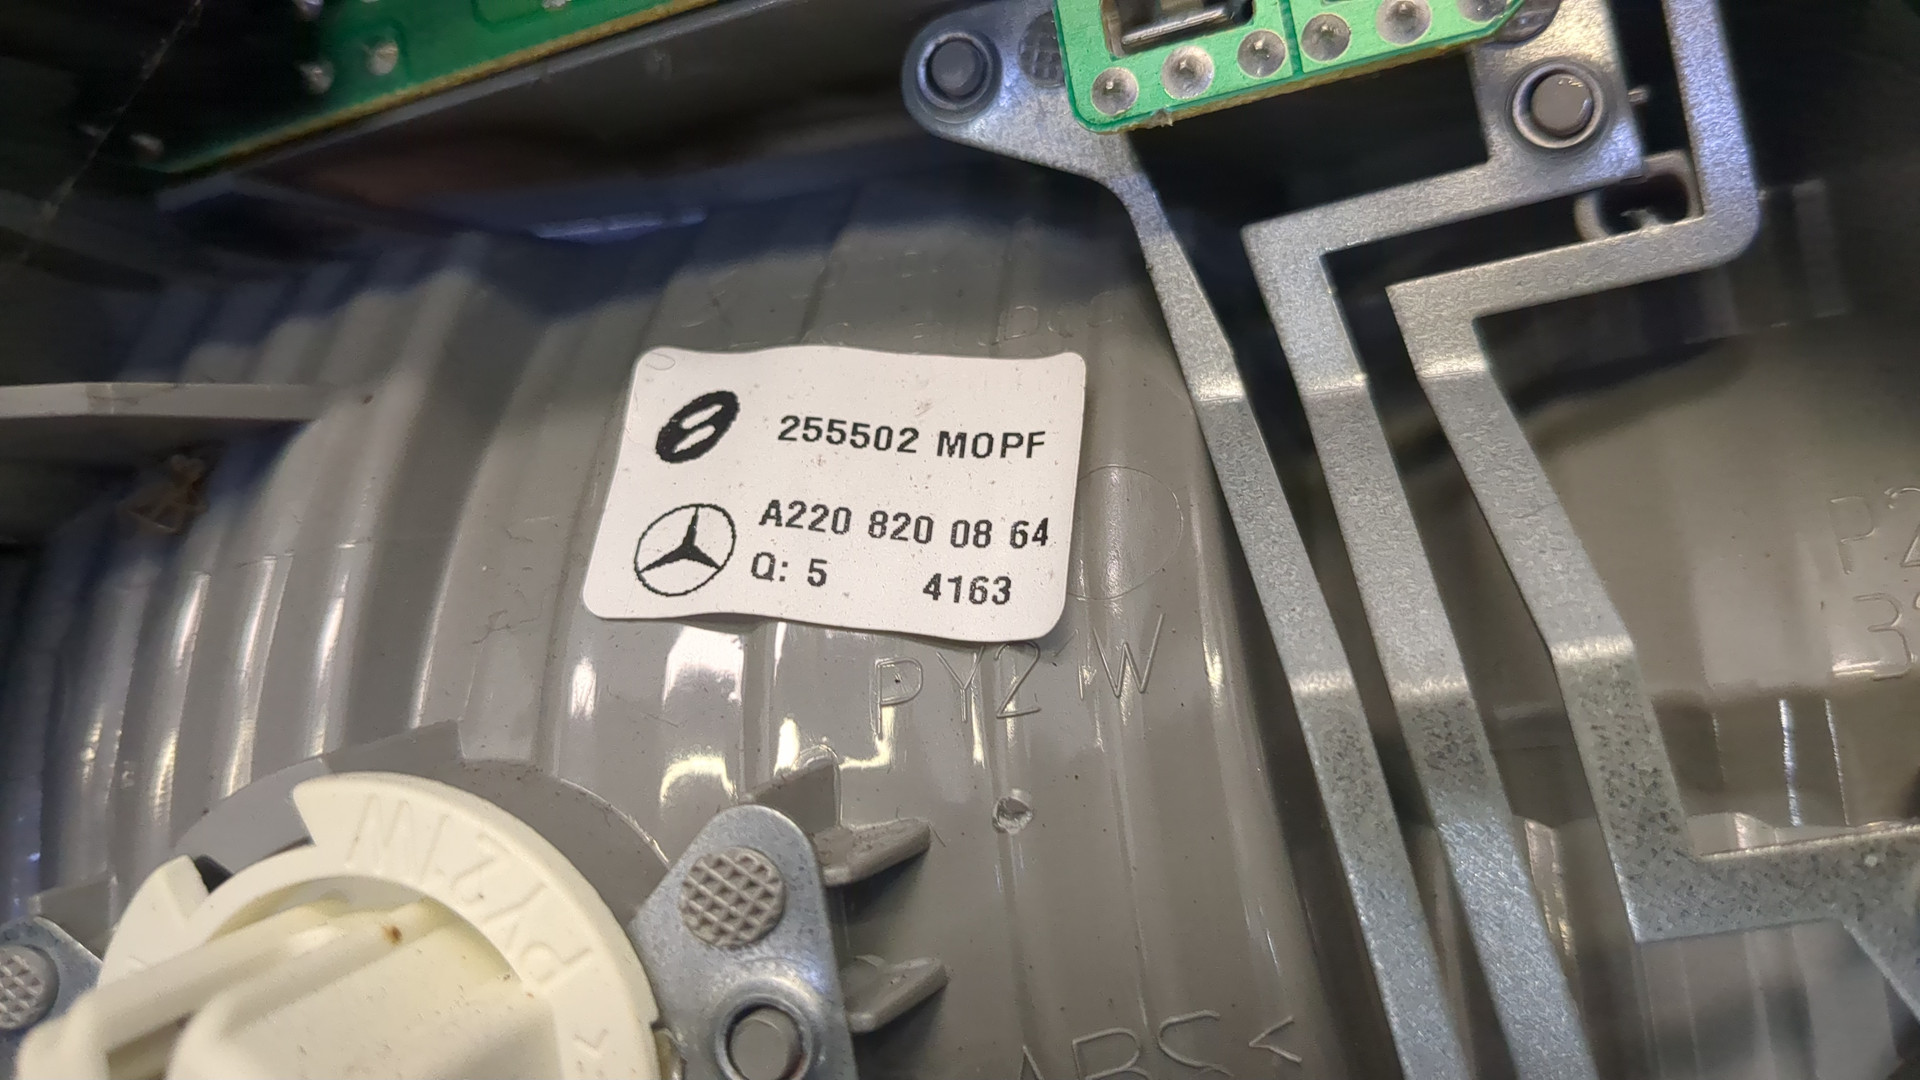 255502 MOPF
A220 820 08 64
Q: 5 4163
PY21W
PY21W
ABS<